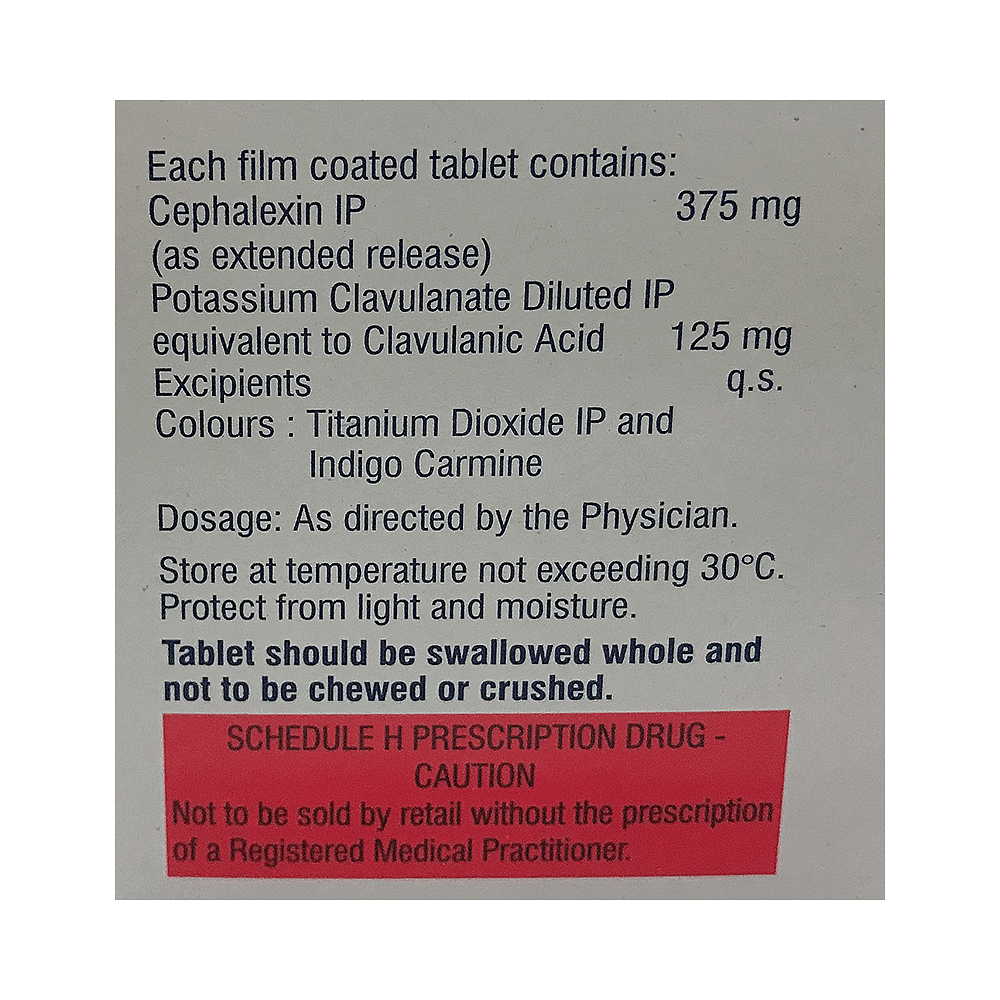 Each film coated tablet contains:
Cephalexin IP 375 mg
(as extended release)
Potassium Clavulanate Diluted IP
equivalent to Clavulanic Acid 125 mg
Excipients q.s.
Colours : Titanium Dioxide IP and
Indigo Carmine
Dosage: As directed by the Physician.
Store at temperature not exceeding 30°C.
Protect from light and moisture.
Tablet should be swallowed whole and
not to be chewed or crushed.
SCHEDULE H PRESCRIPTION DRUG -
CAUTION
Not to be sold by retail without the prescription
of a Registered Medical Practitioner.